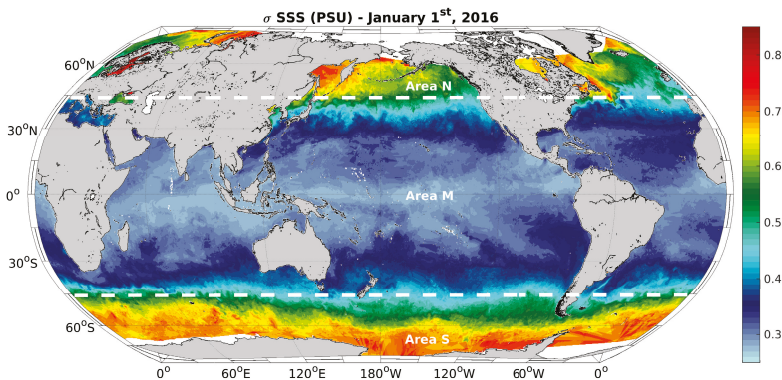 σ SSS (PSU) - January 1st, 2016
60°N
30°N
0°
30°S
60°S
Area N
Area M
Area S
0°
60°E
120°E
180°W
120°W
60°W
0°
0.8
0.7
0.6
0.5
0.4
0.3